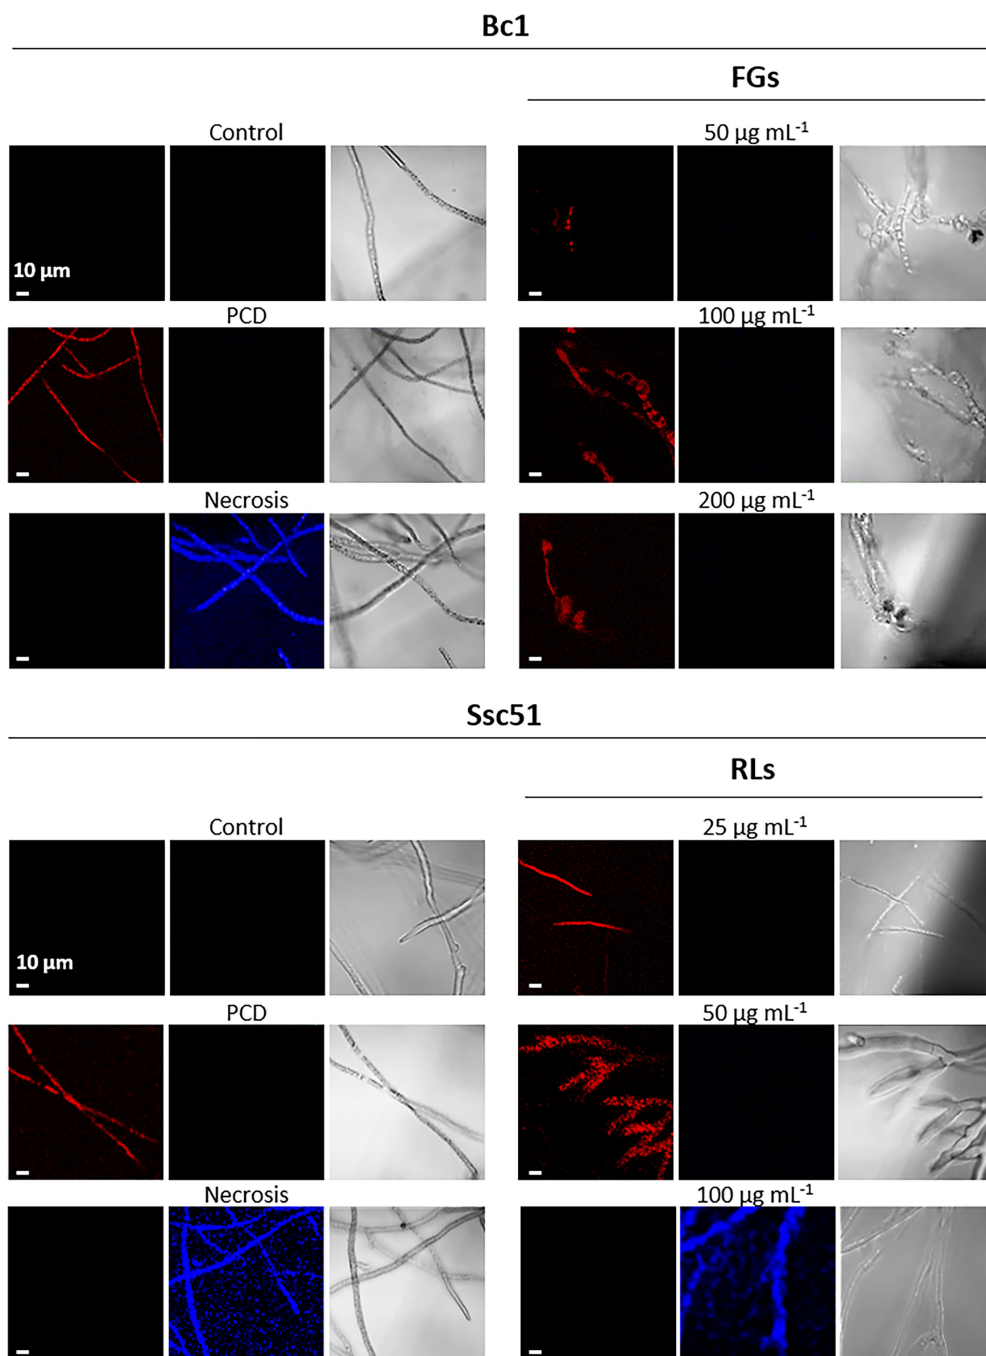 Bc1
FGs
Control
50 µg mL⁻¹
10 µm
PCD
100 µg mL⁻¹
Necrosis
200 µg mL⁻¹
Ssc51
RLs
Control
25 µg mL⁻¹
10 µm
PCD
50 µg mL⁻¹
Necrosis
100 µg mL⁻¹